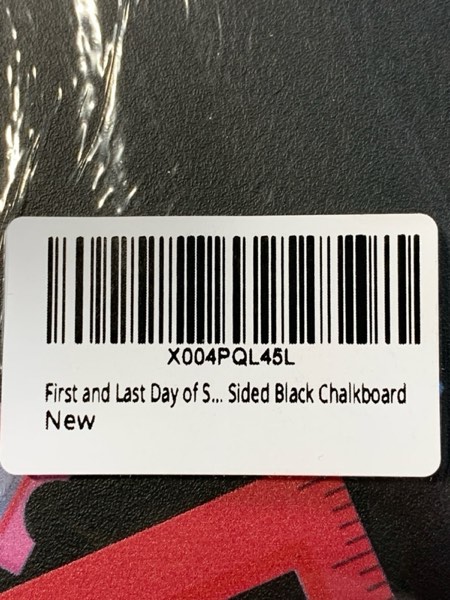 X004PQL45L
First and Last Day of S... Sided Black Chalkboard
New